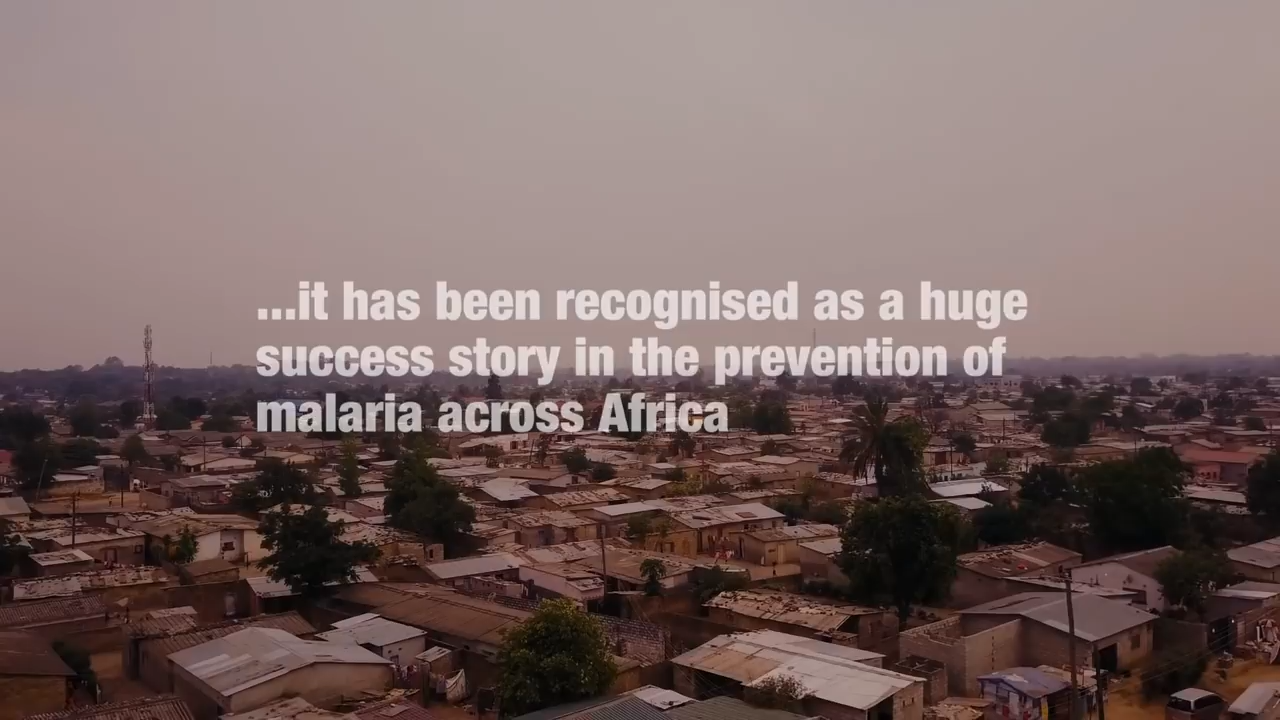 ...it has been recognised as a huge
success story in the prevention of
malaria across Africa